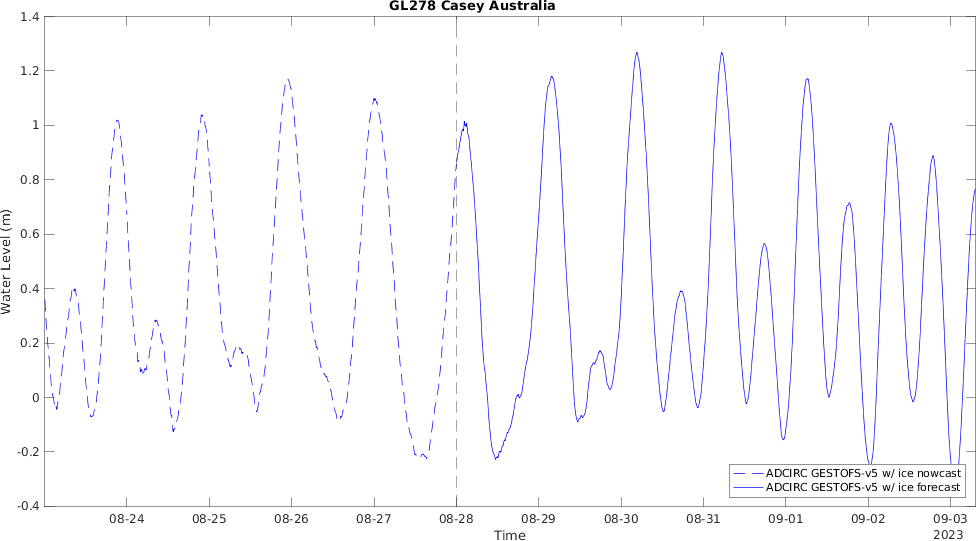 GL278 Casey Australia
Water Level (m)
1.4
1.2
1
0.8
0.6
0.4
0.2
0
-0.2
-0.4
ADCIRC GESTOFS-v5 w/ ice nowcast
ADCIRC GESTOFS-v5 w/ ice forecast
08-24 08-25 08-26 08-27 08-28 08-29 08-30 08-31 09-01 09-02 09-03
Time
2023